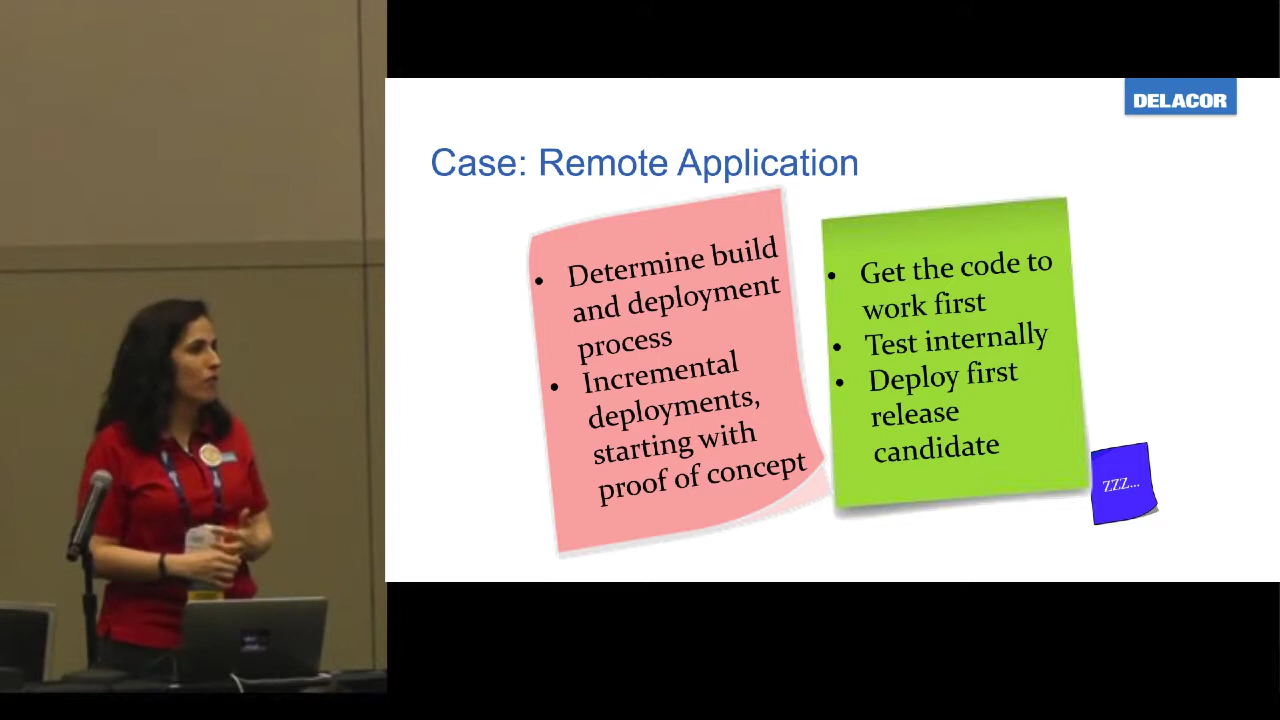 DELACOR
Case: Remote Application
• Determine build
and deployment
process
• Incremental
deployments,
starting with
proof of concept
• Get the code to
work first
• Test internally
• Deploy first
release
candidate
ZZZ...